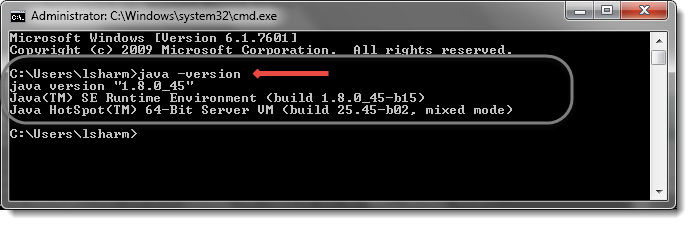 Administrator: C:\Windows\system32\cmd.exe
Microsoft Windows [Version 6.1.7601]
Copyright (c) 2009 Microsoft Corporation.  All rights reserved.
C:\Users\lsharm>java -version
java version "1.8.0_45"
Java(TM) SE Runtime Environment (build 1.8.0_45-b15)
Java HotSpot(TM) 64-Bit Server VM (build 25.45-b02, mixed mode)
C:\Users\lsharm>